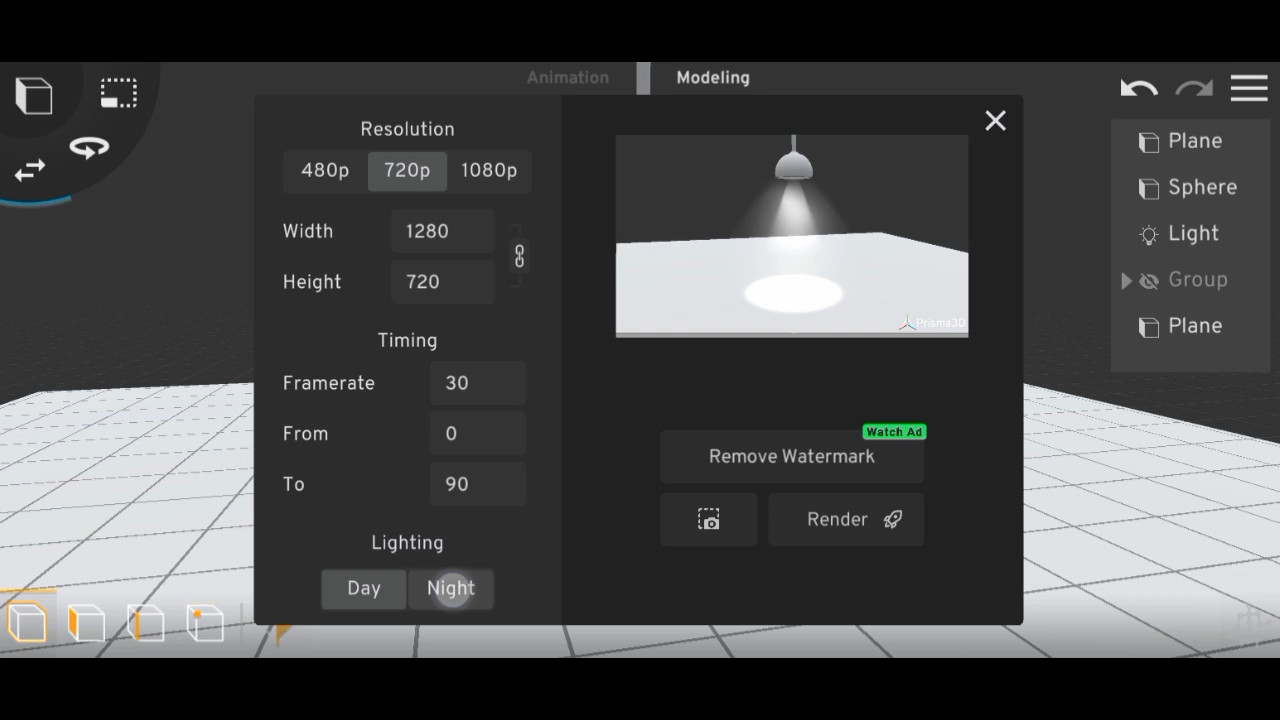 Animation
Modeling
Resolution
480p 720p 1080p
Width 1280
Height 720
Timing
Framerate 30
From 0
To 90
Lighting
Day Night
Prisma3D
Watch Ad
Remove Watermark
Render
Plane
Sphere
Light
Group
Plane